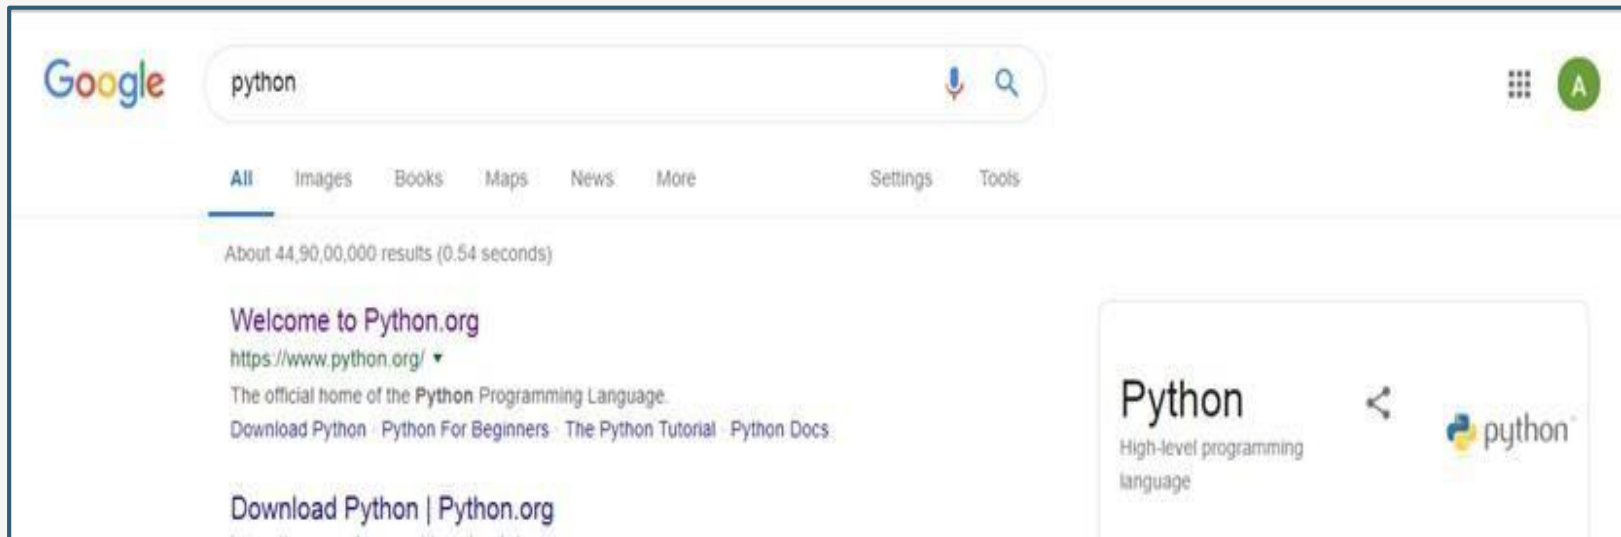 Google
python
A
All Images Books Maps News More Settings Tools
About 44,90,00,000 results (0.54 seconds)
Welcome to Python.org
https://www.python.org/ ▼
The official home of the Python Programming Language.
Download Python · Python For Beginners · The Python Tutorial · Python Docs
Download Python | Python.org
Python
High-level programming
language
python